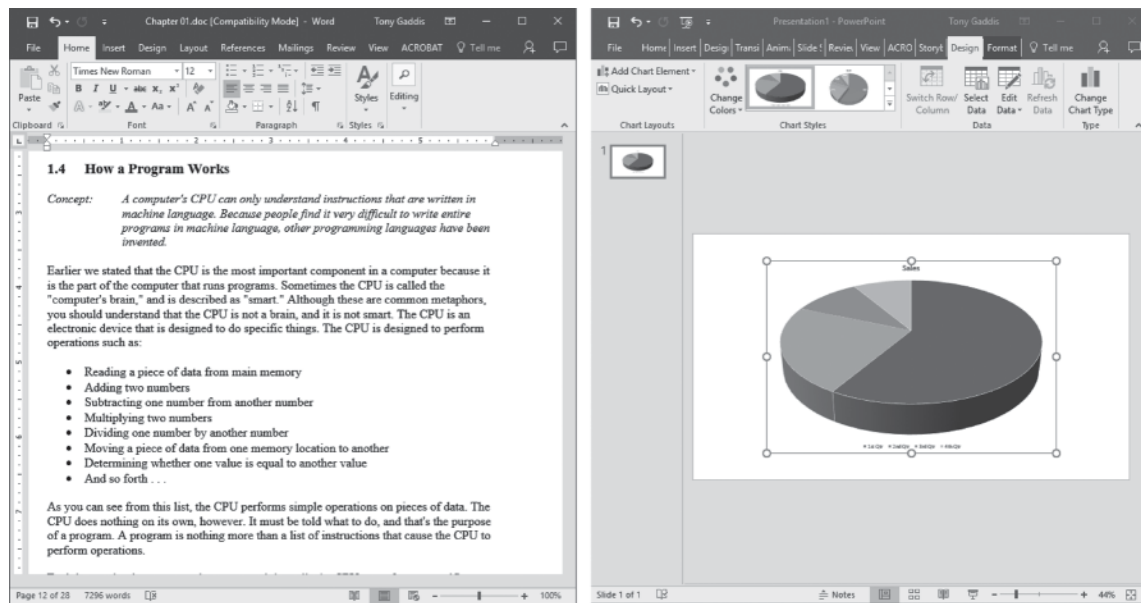 Chapter 01.doc [Compatibility Mode] - Word
Tony Gaddis
File Home Insert Design Layout References Mailings Review View ACROBAT Tell me
Paste
Times New Roman 12
B I U abc x, x²
A Aa A A
Styles
Editing
Clipboard Font Paragraph Styles
1.4 How a Program Works
Concept: A computer's CPU can only understand instructions that are written in
machine language. Because people find it very difficult to write entire
programs in machine language, other programming languages have been
invented.
Earlier we stated that the CPU is the most important component in a computer because it
is the part of the computer that runs programs. Sometimes the CPU is called the
"computer's brain," and is described as "smart." Although these are common metaphors,
you should understand that the CPU is not a brain, and it is not smart. The CPU is an
electronic device that is designed to do specific things. The CPU is designed to perform
operations such as:
• Reading a piece of data from main memory
• Adding two numbers
• Subtracting one number from another number
• Multiplying two numbers
• Dividing one number by another number
• Moving a piece of data from one memory location to another
• Determining whether one value is equal to another value
• And so forth . . .
As you can see from this list, the CPU performs simple operations on pieces of data. The
CPU does nothing on its own, however. It must be told what to do, and that's the purpose
of a program. A program is nothing more than a list of instructions that cause the CPU to
perform operations.
Page 12 of 28 7296 words 100%
Presentation1 - PowerPoint
Tony Gaddis
File Home Insert Desig Transi Anim. Slide Review View ACRO Storyl Design Format Tell me
Add Chart Element
Quick Layout
Change
Colors
Switch Row/
Column
Select
Data
Edit
Data
Refresh
Data
Change
Chart Type
Chart Layouts Chart Styles Data Type
1
Sales
1st Qtr 2nd Qtr 3rd Qtr 4th Qtr
Slide 1 of 1 Notes 44%